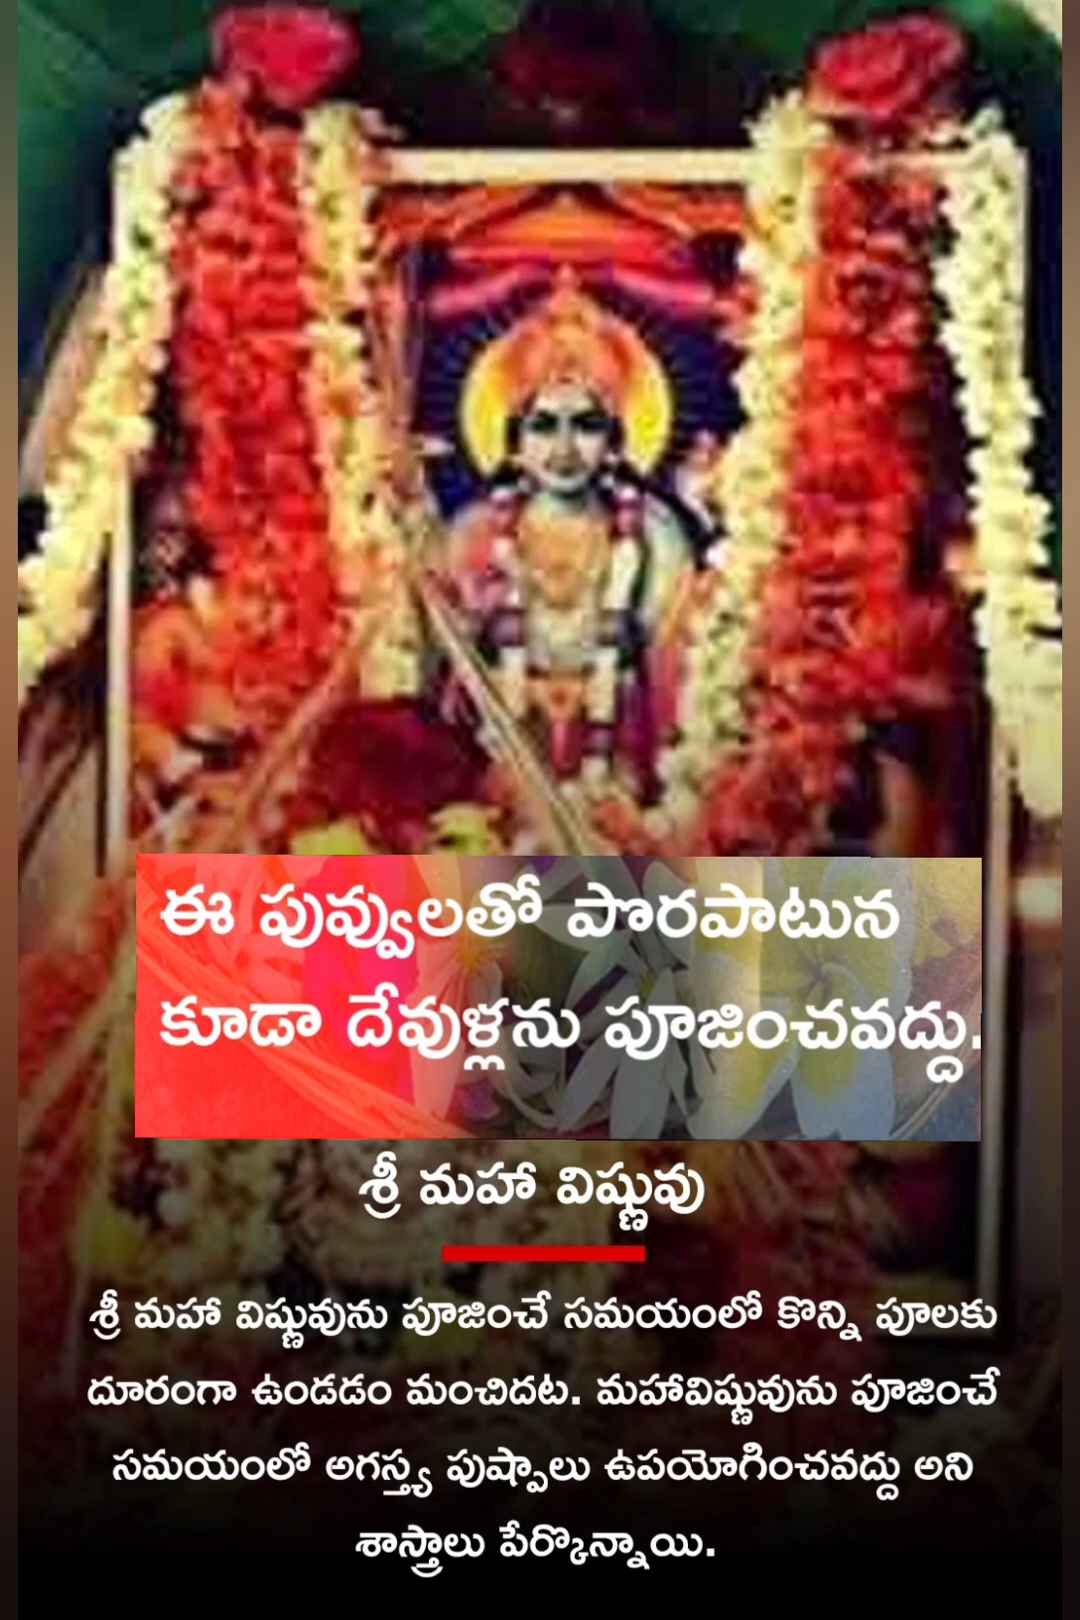 ఈ పువ్వులతో పొరపాటున
కూడా దేవుళ్లను పూజించవద్దు.
శ్రీ మహా విష్ణువు
శ్రీ మహా విష్ణువును పూజించే సమయంలో కొన్ని పూలకు
దూరంగా ఉండడం మంచిదట. మహావిష్ణువును పూజించే
సమయంలో అగస్త్య పుష్పాలు ఉపయోగించవద్దు అని
శాస్త్రాలు పేర్కొన్నాయి.